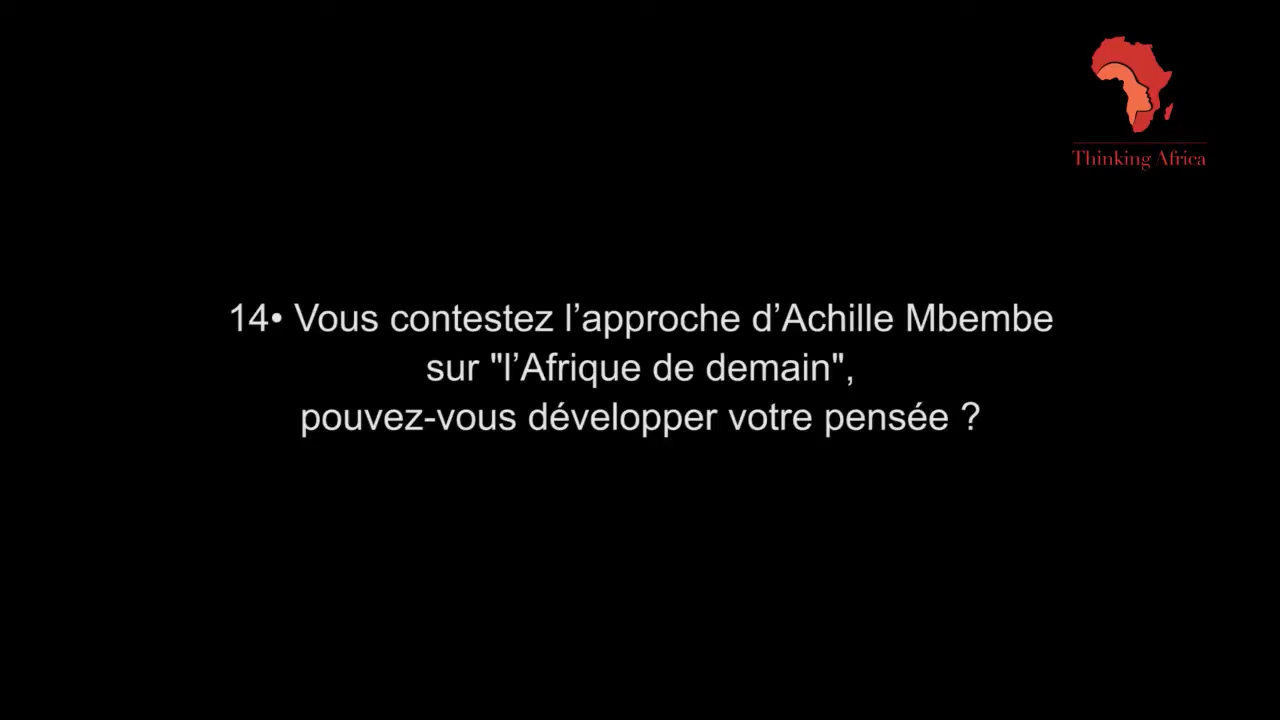 Thinking Africa
14• Vous contestez l’approche d’Achille Mbembe
sur "l’Afrique de demain",
pouvez-vous développer votre pensée ?